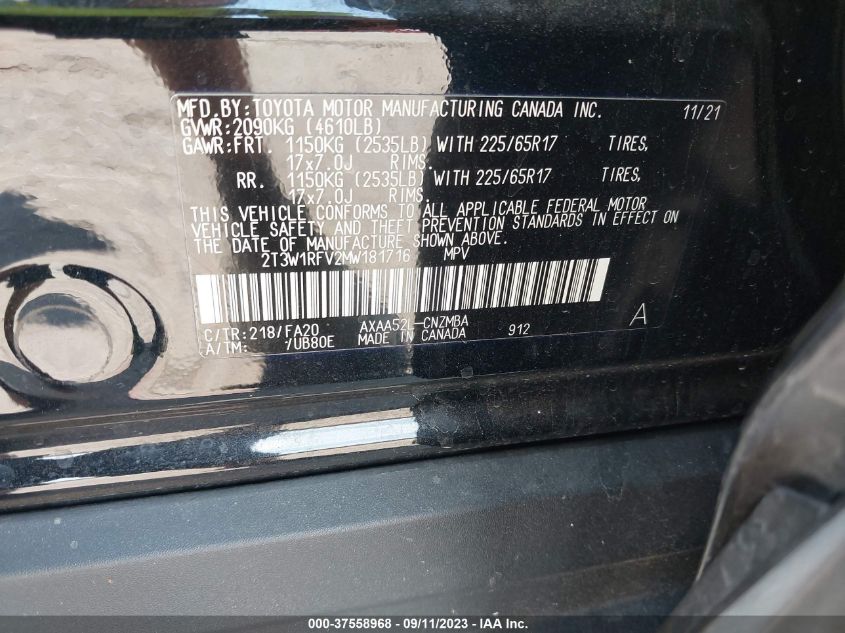 MFD.BY:TOYOTA MOTOR MANUFACTURING CANADA INC. 11/21
GVWR:2090KG (4610LB)
GAWR:FRT. 1150KG (2535LB) WITH 225/65R17 TIRES,
17x7.0J RIMS.
RR. 1150KG (2535LB) WITH 225/65R17 TIRES,
17x7.0J RIMS.
THIS VEHICLE CONFORMS TO ALL APPLICABLE FEDERAL MOTOR
VEHICLE SAFETY AND THEFT PREVENTION STANDARDS IN EFFECT ON
THE DATE OF MANUFACTURE SHOWN ABOVE.
2T3W1RFV2MW181716 MPV
C/TR:218/FA20 AXAA52L-CNZMBA A
A/TM: /UB80E MADE IN CANADA 912
000-37558968 - 09/11/2023 - IAA Inc.